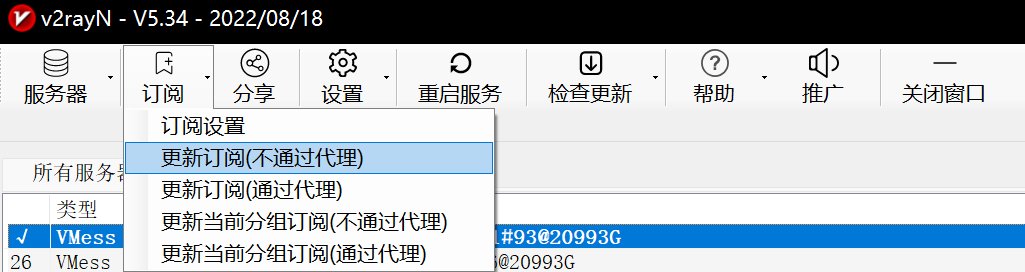 v2rayN - V5.34 - 2022/08/18
服务器 订阅 分享 设置 重启服务 检查更新 帮助 推广 关闭窗口
订阅设置
更新订阅(不通过代理)
更新订阅(通过代理)
更新当前分组订阅(不通过代理)
更新当前分组订阅(通过代理)
所有服务器
类型
√ VMess 1#93@20993G
26 VMess @20993G